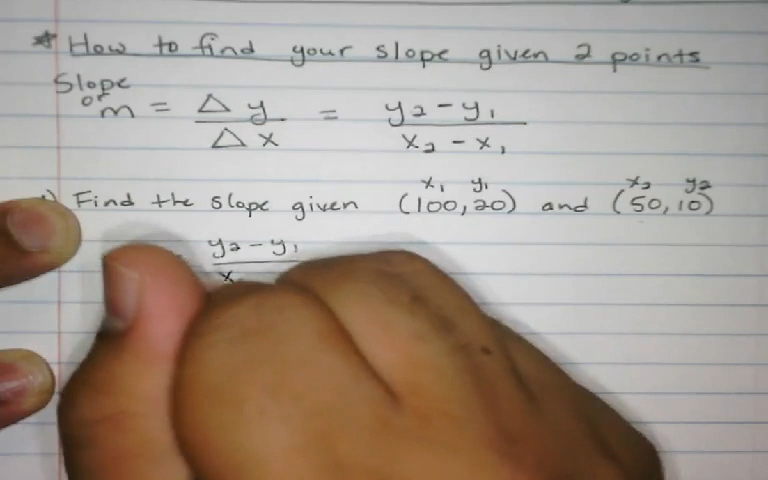 * How to find your slope given 2 points
Slope
or m = Δy / Δx = y₂ - y₁ / x₂ - x₁
x₁ y₁ x₂ y₂
) Find the slope given (100, 20) and (50, 10)
y₂ - y₁
x